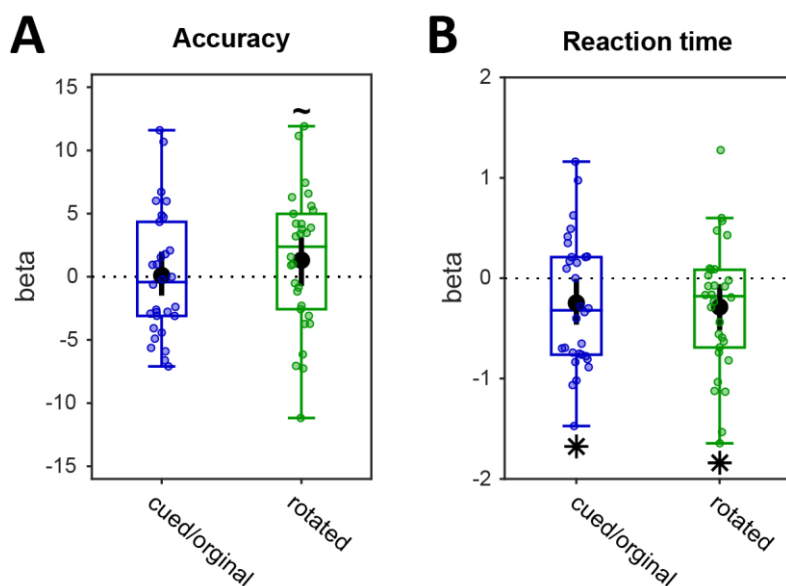 A
Accuracy
15
10
5
0
-5
-10
-15
beta
~
cued/orginal
rotated
B
Reaction time
2
1
0
-1
-2
beta
cued/orginal
rotated